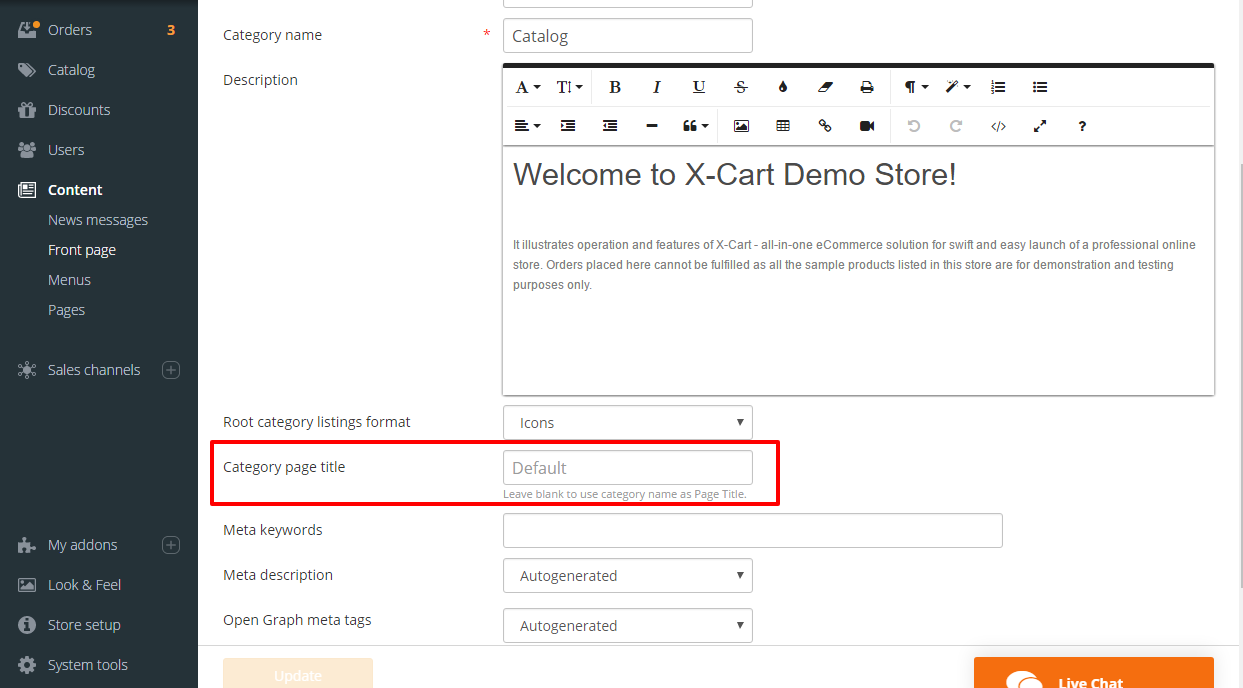 Orders 3
Catalog
Discounts
Users
Content
News messages
Front page
Menus
Pages
Sales channels
My addons
Look & Feel
Store setup
System tools
Category name * Catalog
Description
A T B I U S
</> ?
Welcome to X-Cart Demo Store!
It illustrates operation and features of X-Cart - all-in-one eCommerce solution for swift and easy launch of a professional online
store. Orders placed here cannot be fulfilled as all the sample products listed in this store are for demonstration and testing
purposes only.
Root category listings format Icons
Category page title Default
Leave blank to use category name as Page Title.
Meta keywords
Meta description Autogenerated
Open Graph meta tags Autogenerated
Update
Live Chat